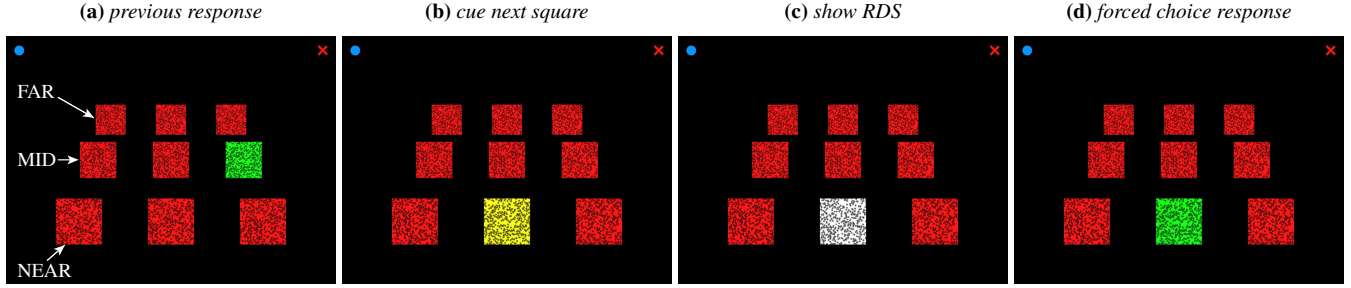 (a) previous response
(b) cue next square
(c) show RDS
(d) forced choice response
FAR
MID
NEAR